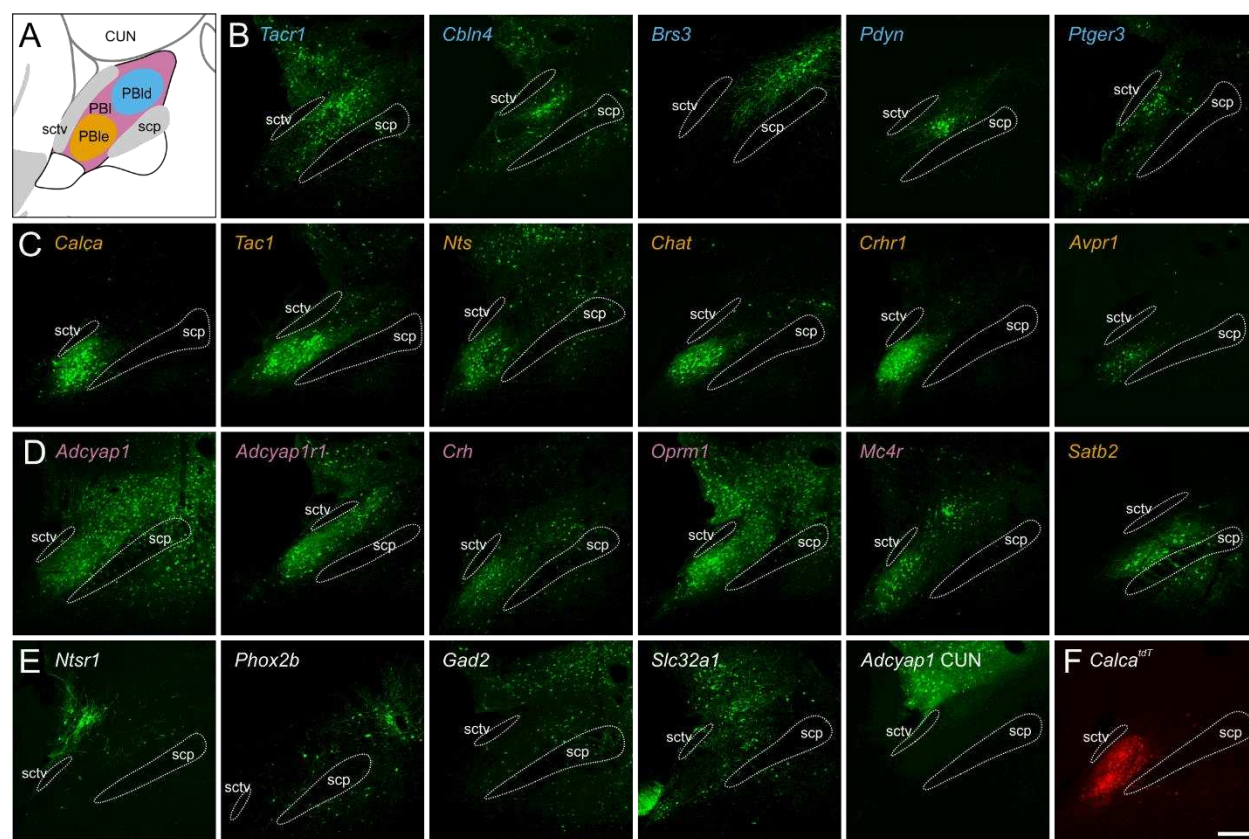 A
CUN
PBld
PBl
sctv
PBle
scp
B
Tacr1
sctv
scp
Cbln4
sctv
scp
Brs3
sctv
scp
Pdyn
sctv
scp
Ptger3
sctv
scp
C
Calca
sctv
scp
Tac1
sctv
scp
Nts
sctv
scp
Chat
sctv
scp
Crhr1
sctv
scp
Avpr1
sctv
scp
D
Adcyap1
sctv
scp
Adcyap1r1
sctv
scp
Crh
sctv
scp
Oprm1
sctv
scp
Mc4r
sctv
scp
Satb2
sctv
scp
E
Ntsr1
sctv
scp
Phox2b
sctv
scp
Gad2
sctv
scp
Slc32a1
sctv
scp
Adcyap1 CUN
sctv
scp
F
Calca^tdT
sctv
scp